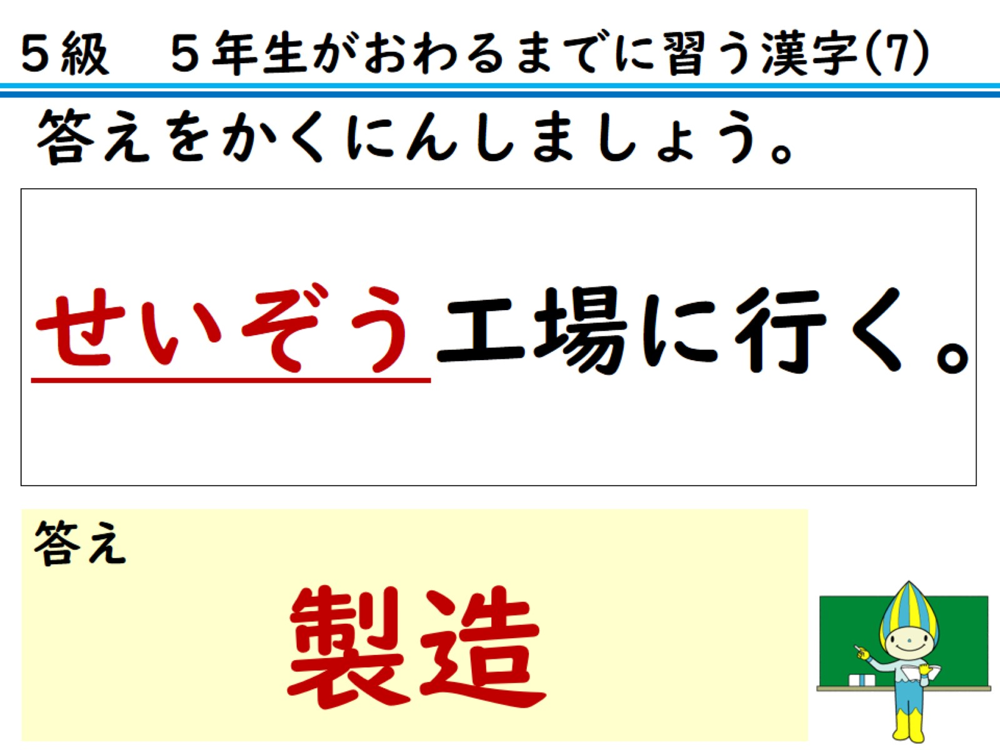 ５級　５年生がおわるまでに習う漢字(7)
答えをかくにんしましょう。
せいぞう工場に行く。
答え
製造